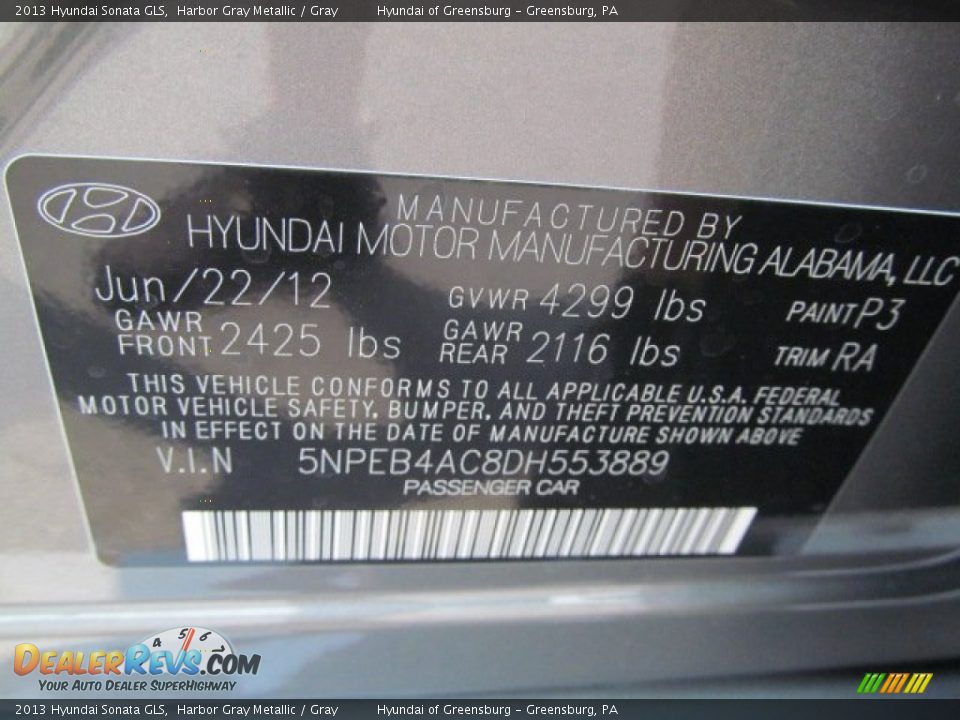 2013 Hyundai Sonata GLS, Harbor Gray Metallic / Gray Hyundai of Greensburg - Greensburg, PA
MANUFACTURED BY
HYUNDAI MOTOR MANUFACTURING ALABAMA, LLC
Jun/22/12 GVWR 4299 lbs PAINT P3
GAWR FRONT 2425 lbs GAWR REAR 2116 lbs TRIM RA
THIS VEHICLE CONFORMS TO ALL APPLICABLE U.S.A. FEDERAL
MOTOR VEHICLE SAFETY, BUMPER, AND THEFT PREVENTION STANDARDS
IN EFFECT ON THE DATE OF MANUFACTURE SHOWN ABOVE
V.I.N 5NPEB4AC8DH553889
PASSENGER CAR
4 5 6 7
DEALERREVS.COM
YOUR AUTO DEALER SUPERHIGHWAY
2013 Hyundai Sonata GLS, Harbor Gray Metallic / Gray Hyundai of Greensburg - Greensburg, PA